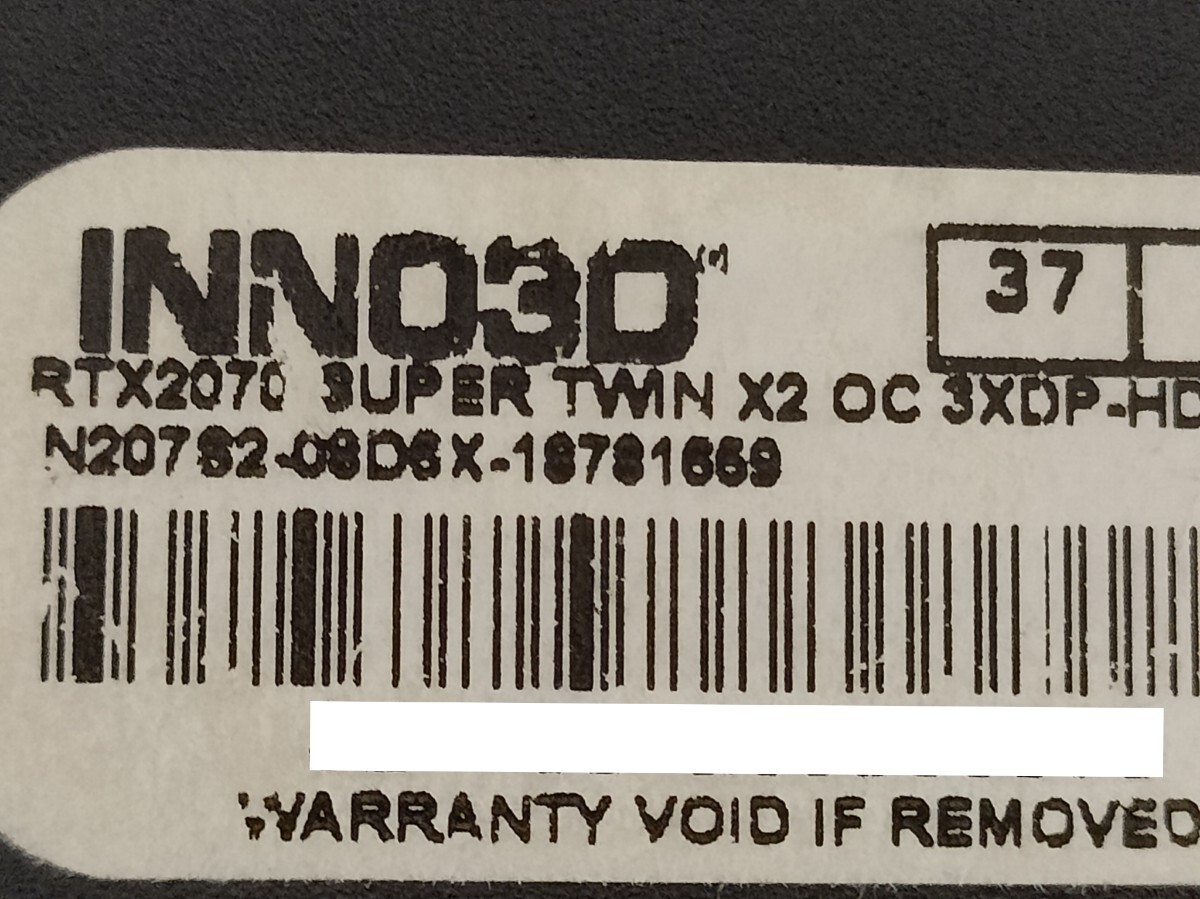 INNO3D
37
RTX2070 SUPER TWIN X2 OC 3XDP-HD
N207S2-08D6X-18781669
WARRANTY VOID IF REMOVED